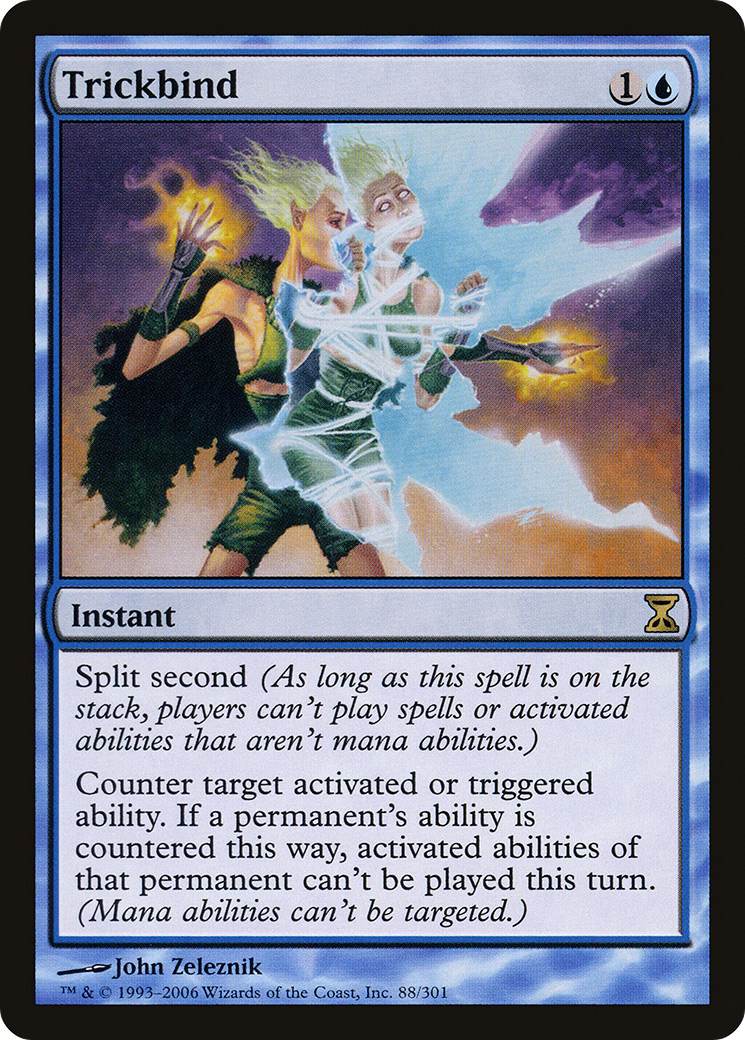 Trickbind
1
Instant
Split second (As long as this spell is on the
stack, players can't play spells or activated
abilities that aren't mana abilities.)
Counter target activated or triggered
ability. If a permanent's ability is
countered this way, activated abilities of
that permanent can't be played this turn.
(Mana abilities can't be targeted.)
John Zeleznik
™ & © 1993–2006 Wizards of the Coast, Inc. 88/301